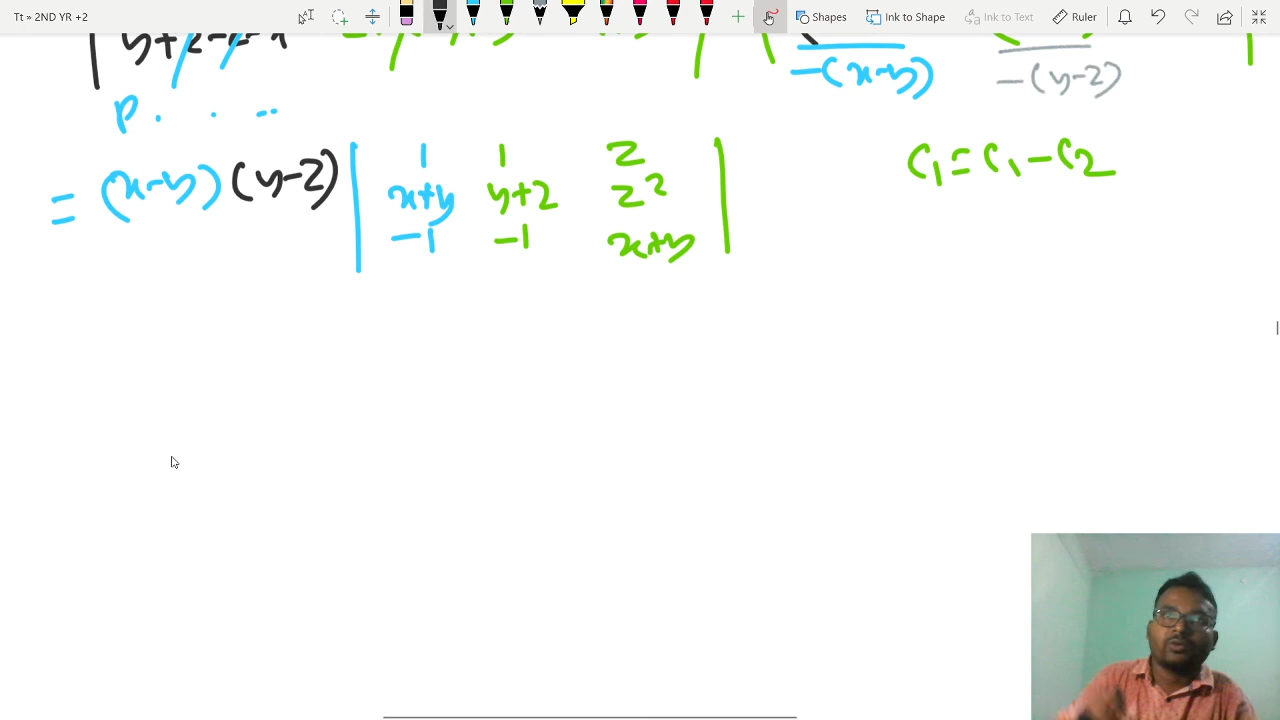 Tt > 2ND YR +2
Shapes Ink to Shape Ink to Text Ruler
-(x-y) -(y-z)
P. . ...
= (x-y) (y-z) | 1 1 z | C1 = C1 - C2
x+y y+z z²
-1 -1 x+y